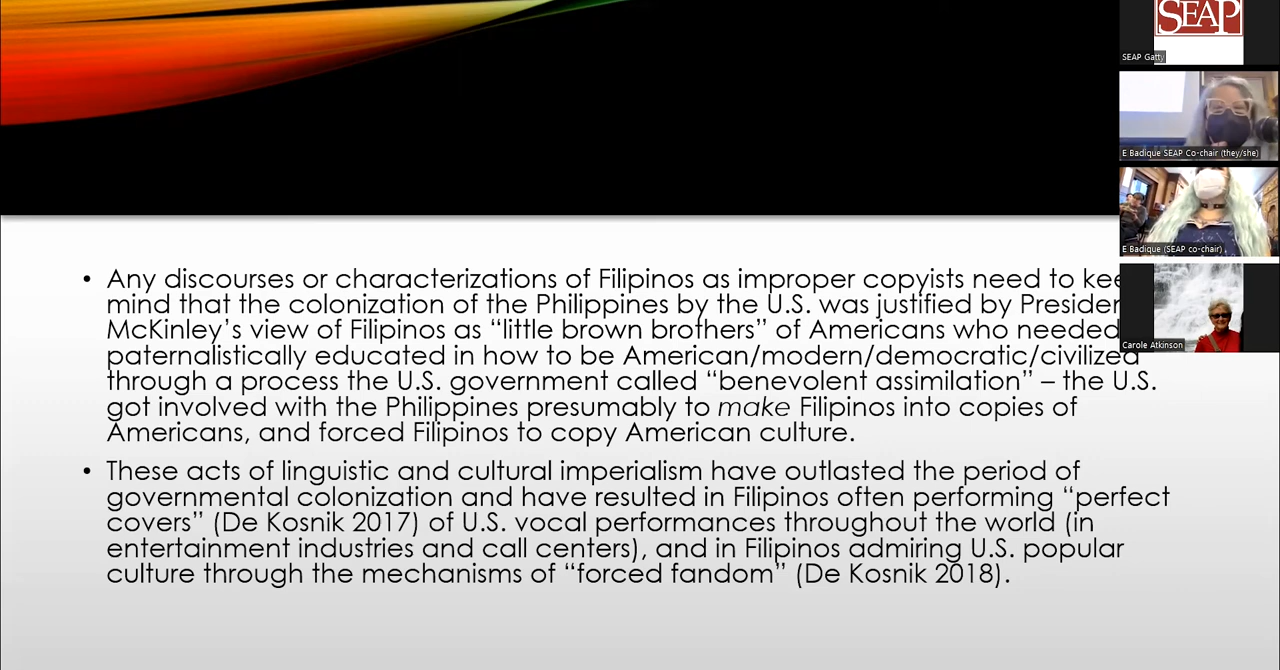 SEAP
SEAP Gatty
E Badique SEAP Co-chair (they/she)
E Badique (SEAP co-chair)
Carole Atkinson
• Any discourses or characterizations of Filipinos as improper copyists need to
mind that the colonization of the Philippines by the U.S. was justified by
McKinley’s view of Filipinos as “little brown brothers” of Americans who needed
paternalistically educated in how to be American/modern/democratic/civilized
through a process the U.S. government called “benevolent assimilation” – the U.S.
got involved with the Philippines presumably to make Filipinos into copies of
Americans, and forced Filipinos to copy American culture.
• These acts of linguistic and cultural imperialism have outlasted the period of
governmental colonization and have resulted in Filipinos often performing “perfect
covers” (De Kosnik 2017) of U.S. vocal performances throughout the world (in
entertainment industries and call centers), and in Filipinos admiring U.S. popular
culture through the mechanisms of “forced fandom” (De Kosnik 2018).